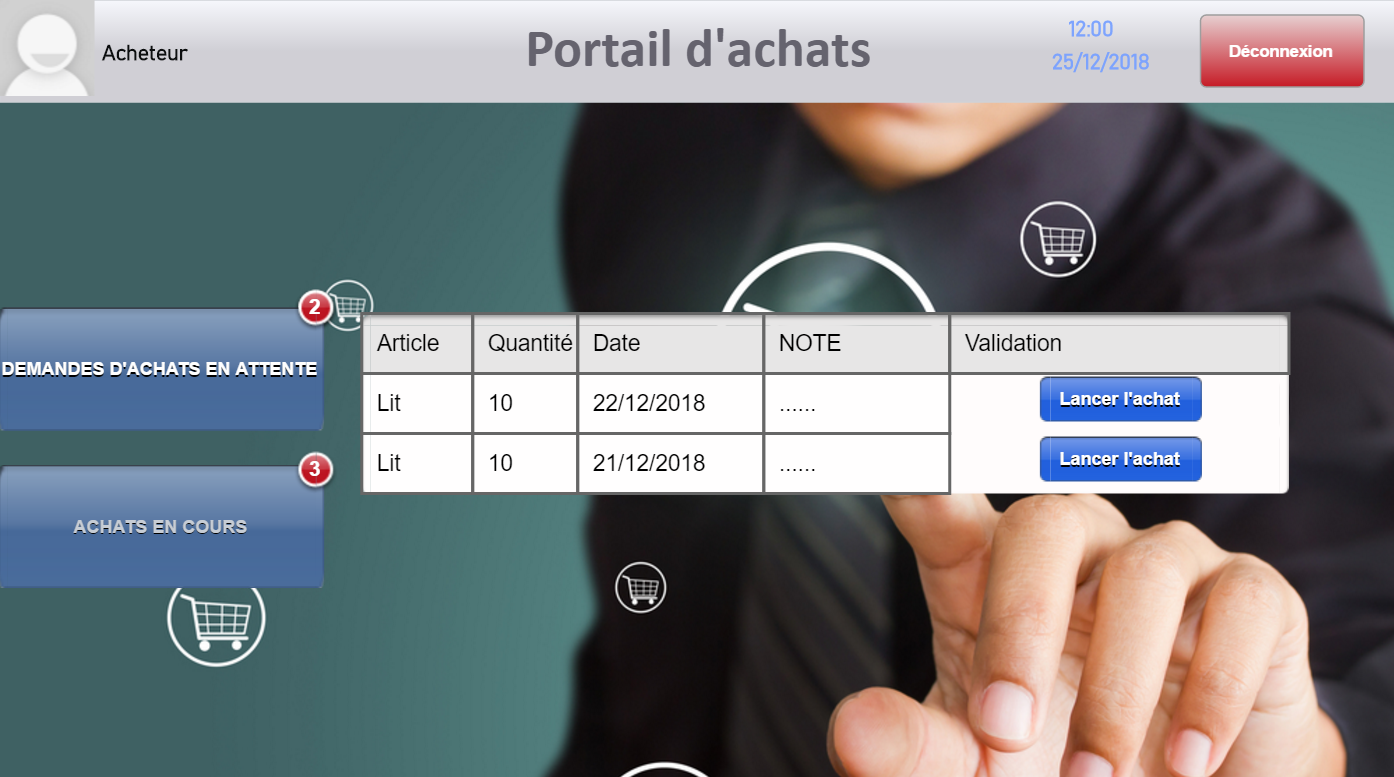 Acheteur
Portail d'achats
12:00
25/12/2018
Déconnexion
2
DEMANDES D'ACHATS EN ATTENTE
3
ACHATS EN COURS
Article Quantité Date NOTE Validation
Lit 10 22/12/2018 ...... Lancer l'achat
Lit 10 21/12/2018 ...... Lancer l'achat